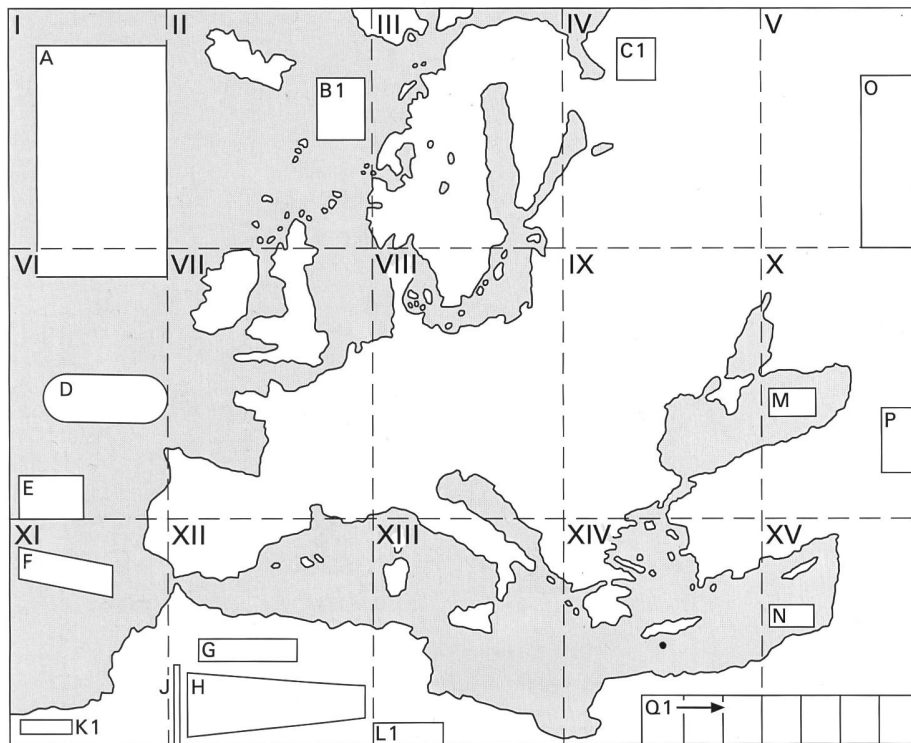 I II III IV V
A
B1
C1
O
VI VII VIII IX X
D
M
P
E
XI XII XIII XIV XV
F
N
G
J H
Q1
K1
L1